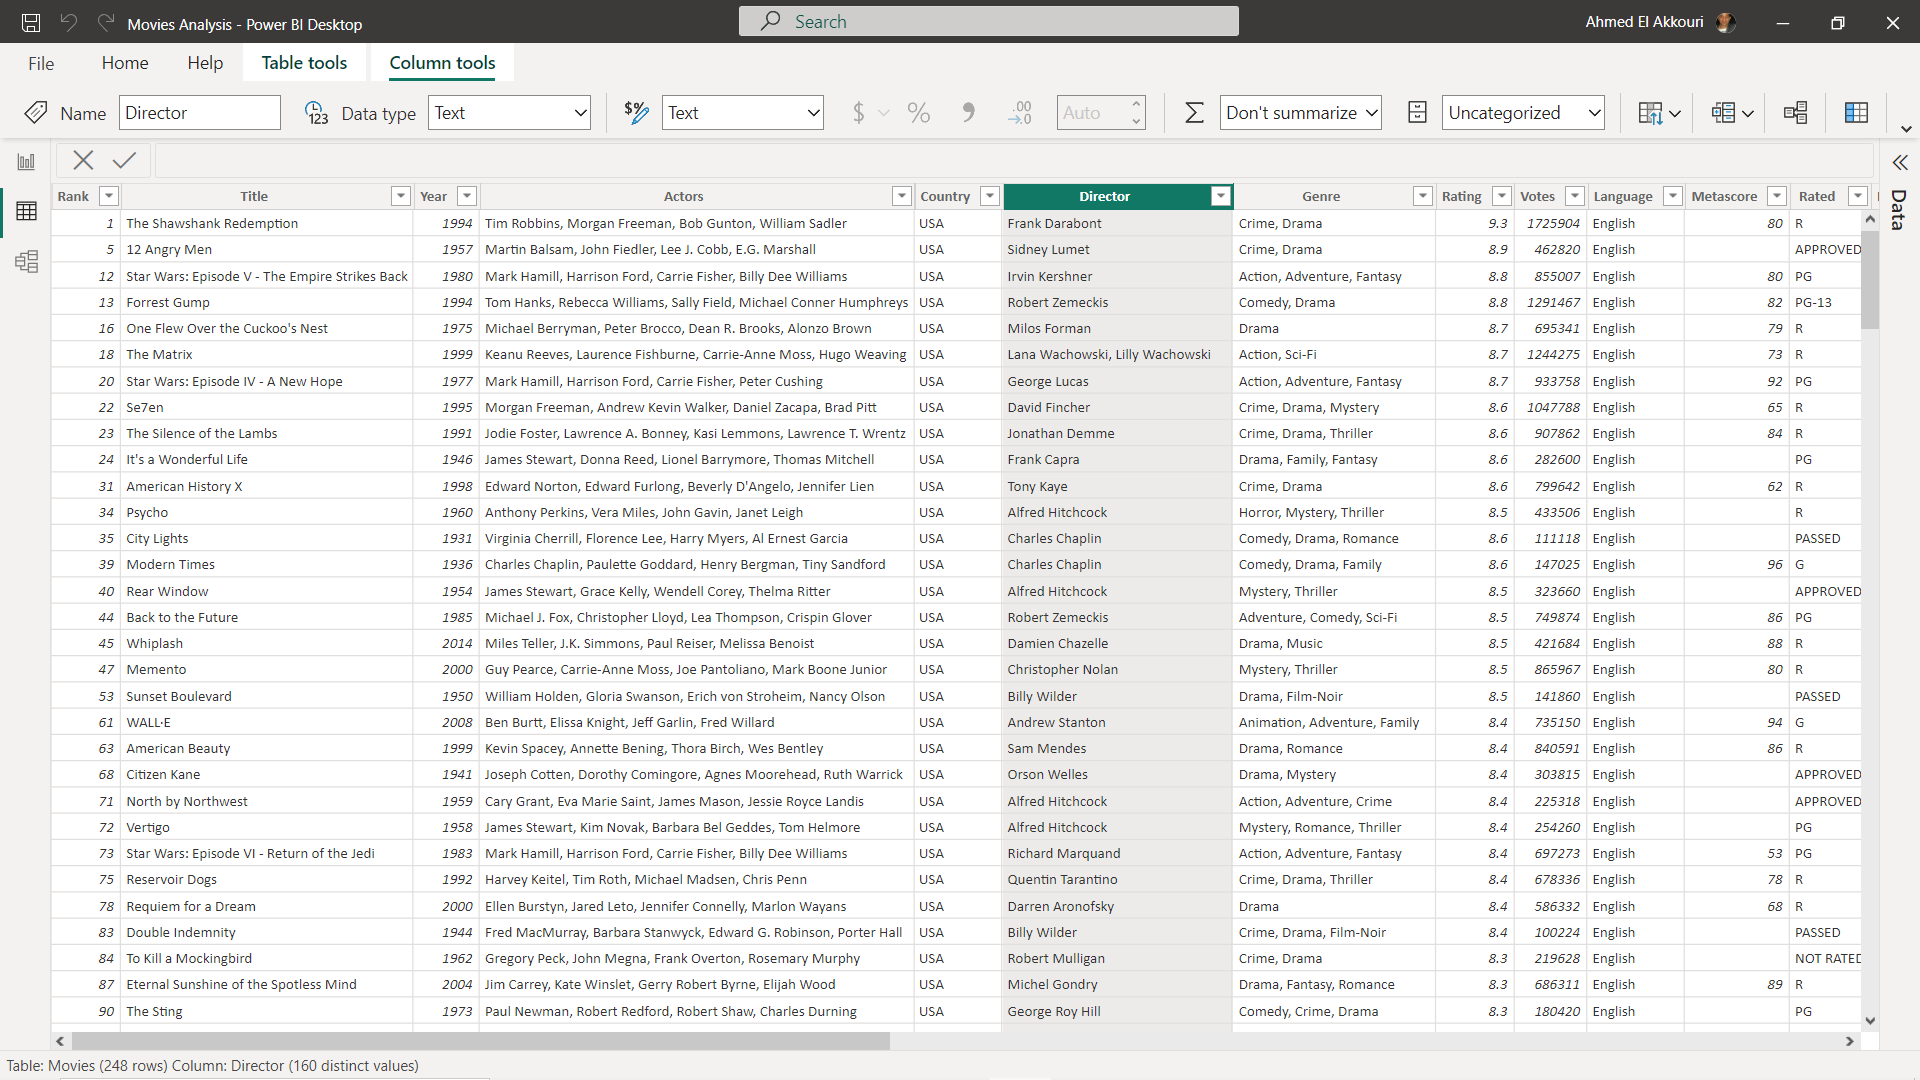 Movies Analysis - Power BI Desktop Search Ahmed El Akkouri
File Home Help Table tools Column tools
Name Director 123 Data type Text $% Text $ % 9 .00 →.0 Auto Σ Don't summarize Uncategorized
Data
Rank Title Year Actors Country Director Genre Rating Votes Language Metascore Rated
1 The Shawshank Redemption 1994 Tim Robbins, Morgan Freeman, Bob Gunton, William Sadler USA Frank Darabont Crime, Drama 9.3 1725904 English 80 R
5 12 Angry Men 1957 Martin Balsam, John Fiedler, Lee J. Cobb, E.G. Marshall USA Sidney Lumet Crime, Drama 8.9 462820 English APPROVED
12 Star Wars: Episode V - The Empire Strikes Back 1980 Mark Hamill, Harrison Ford, Carrie Fisher, Billy Dee Williams USA Irvin Kershner Action, Adventure, Fantasy 8.8 855007 English 80 PG
13 Forrest Gump 1994 Tom Hanks, Rebecca Williams, Sally Field, Michael Conner Humphreys USA Robert Zemeckis Comedy, Drama 8.8 1291467 English 82 PG-13
16 One Flew Over the Cuckoo's Nest 1975 Michael Berryman, Peter Brocco, Dean R. Brooks, Alonzo Brown USA Milos Forman Drama 8.7 695341 English 79 R
18 The Matrix 1999 Keanu Reeves, Laurence Fishburne, Carrie-Anne Moss, Hugo Weaving USA Lana Wachowski, Lilly Wachowski Action, Sci-Fi 8.7 1244275 English 73 R
20 Star Wars: Episode IV - A New Hope 1977 Mark Hamill, Harrison Ford, Carrie Fisher, Peter Cushing USA George Lucas Action, Adventure, Fantasy 8.7 933758 English 92 PG
22 Se7en 1995 Morgan Freeman, Andrew Kevin Walker, Daniel Zacapa, Brad Pitt USA David Fincher Crime, Drama, Mystery 8.6 1047788 English 65 R
23 The Silence of the Lambs 1991 Jodie Foster, Lawrence A. Bonney, Kasi Lemmons, Lawrence T. Wrentz USA Jonathan Demme Crime, Drama, Thriller 8.6 907862 English 84 R
24 It's a Wonderful Life 1946 James Stewart, Donna Reed, Lionel Barrymore, Thomas Mitchell USA Frank Capra Drama, Family, Fantasy 8.6 282600 English PG
31 American History X 1998 Edward Norton, Edward Furlong, Beverly D'Angelo, Jennifer Lien USA Tony Kaye Crime, Drama 8.6 799642 English 62 R
34 Psycho 1960 Anthony Perkins, Vera Miles, John Gavin, Janet Leigh USA Alfred Hitchcock Horror, Mystery, Thriller 8.5 433506 English R
35 City Lights 1931 Virginia Cherrill, Florence Lee, Harry Myers, Al Ernest Garcia USA Charles Chaplin Comedy, Drama, Romance 8.6 111118 English PASSED
39 Modern Times 1936 Charles Chaplin, Paulette Goddard, Henry Bergman, Tiny Sandford USA Charles Chaplin Comedy, Drama, Family 8.6 147025 English 96 G
40 Rear Window 1954 James Stewart, Grace Kelly, Wendell Corey, Thelma Ritter USA Alfred Hitchcock Mystery, Thriller 8.5 323660 English APPROVED
44 Back to the Future 1985 Michael J. Fox, Christopher Lloyd, Lea Thompson, Crispin Glover USA Robert Zemeckis Adventure, Comedy, Sci-Fi 8.5 749874 English 86 PG
45 Whiplash 2014 Miles Teller, J.K. Simmons, Paul Reiser, Melissa Benoist USA Damien Chazelle Drama, Music 8.5 421684 English 88 R
47 Memento 2000 Guy Pearce, Carrie-Anne Moss, Joe Pantoliano, Mark Boone Junior USA Christopher Nolan Mystery, Thriller 8.5 865967 English 80 R
53 Sunset Boulevard 1950 William Holden, Gloria Swanson, Erich von Stroheim, Nancy Olson USA Billy Wilder Drama, Film-Noir 8.5 141860 English PASSED
61 WALL·E 2008 Ben Burtt, Elissa Knight, Jeff Garlin, Fred Willard USA Andrew Stanton Animation, Adventure, Family 8.4 735150 English 94 G
63 American Beauty 1999 Kevin Spacey, Annette Bening, Thora Birch, Wes Bentley USA Sam Mendes Drama, Romance 8.4 840591 English 86 R
68 Citizen Kane 1941 Joseph Cotten, Dorothy Comingore, Agnes Moorehead, Ruth Warrick USA Orson Welles Drama, Mystery 8.4 303815 English APPROVED
71 North by Northwest 1959 Cary Grant, Eva Marie Saint, James Mason, Jessie Royce Landis USA Alfred Hitchcock Action, Adventure, Crime 8.4 225318 English APPROVED
72 Vertigo 1958 James Stewart, Kim Novak, Barbara Bel Geddes, Tom Helmore USA Alfred Hitchcock Mystery, Romance, Thriller 8.4 254260 English PG
73 Star Wars: Episode VI - Return of the Jedi 1983 Mark Hamill, Harrison Ford, Carrie Fisher, Billy Dee Williams USA Richard Marquand Action, Adventure, Fantasy 8.4 697273 English 53 PG
75 Reservoir Dogs 1992 Harvey Keitel, Tim Roth, Michael Madsen, Chris Penn USA Quentin Tarantino Crime, Drama, Thriller 8.4 678336 English 78 R
78 Requiem for a Dream 2000 Ellen Burstyn, Jared Leto, Jennifer Connelly, Marlon Wayans USA Darren Aronofsky Drama 8.4 586332 English 68 R
83 Double Indemnity 1944 Fred MacMurray, Barbara Stanwyck, Edward G. Robinson, Porter Hall USA Billy Wilder Crime, Drama, Film-Noir 8.4 100224 English PASSED
84 To Kill a Mockingbird 1962 Gregory Peck, John Megna, Frank Overton, Rosemary Murphy USA Robert Mulligan Crime, Drama 8.3 219628 English NOT RATED
87 Eternal Sunshine of the Spotless Mind 2004 Jim Carrey, Kate Winslet, Gerry Robert Byrne, Elijah Wood USA Michel Gondry Drama, Fantasy, Romance 8.3 686311 English 89 R
90 The Sting 1973 Paul Newman, Robert Redford, Robert Shaw, Charles Durning USA George Roy Hill Comedy, Crime, Drama 8.3 180420 English PG
Table: Movies (248 rows) Column: Director (160 distinct values)